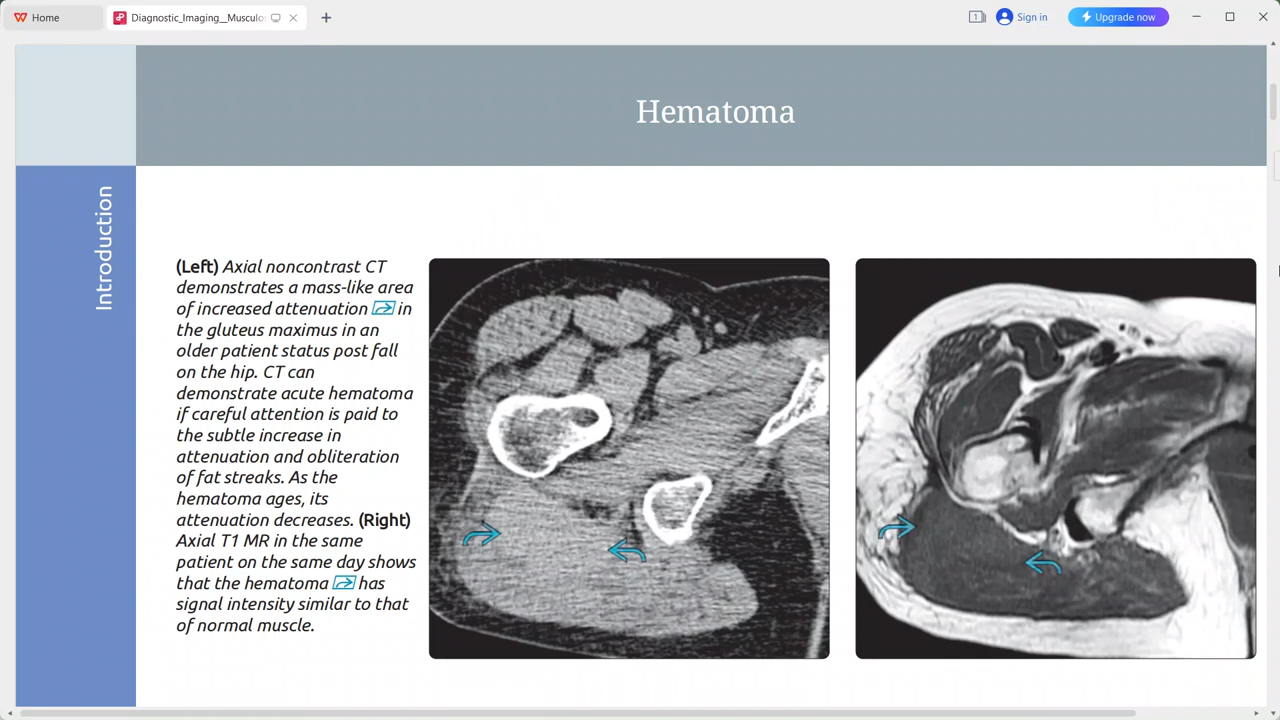 Home
Diagnostic_Imaging__Musculos
1
Sign in
Upgrade now
Hematoma
Introduction
(Left) Axial noncontrast CT
demonstrates a mass-like area
of increased attenuation in
the gluteus maximus in an
older patient status post fall
on the hip. CT can
demonstrate acute hematoma
if careful attention is paid to
the subtle increase in
attenuation and obliteration
of fat streaks. As the
hematoma ages, its
attenuation decreases. (Right)
Axial T1 MR in the same
patient on the same day shows
that the hematoma has
signal intensity similar to that
of normal muscle.